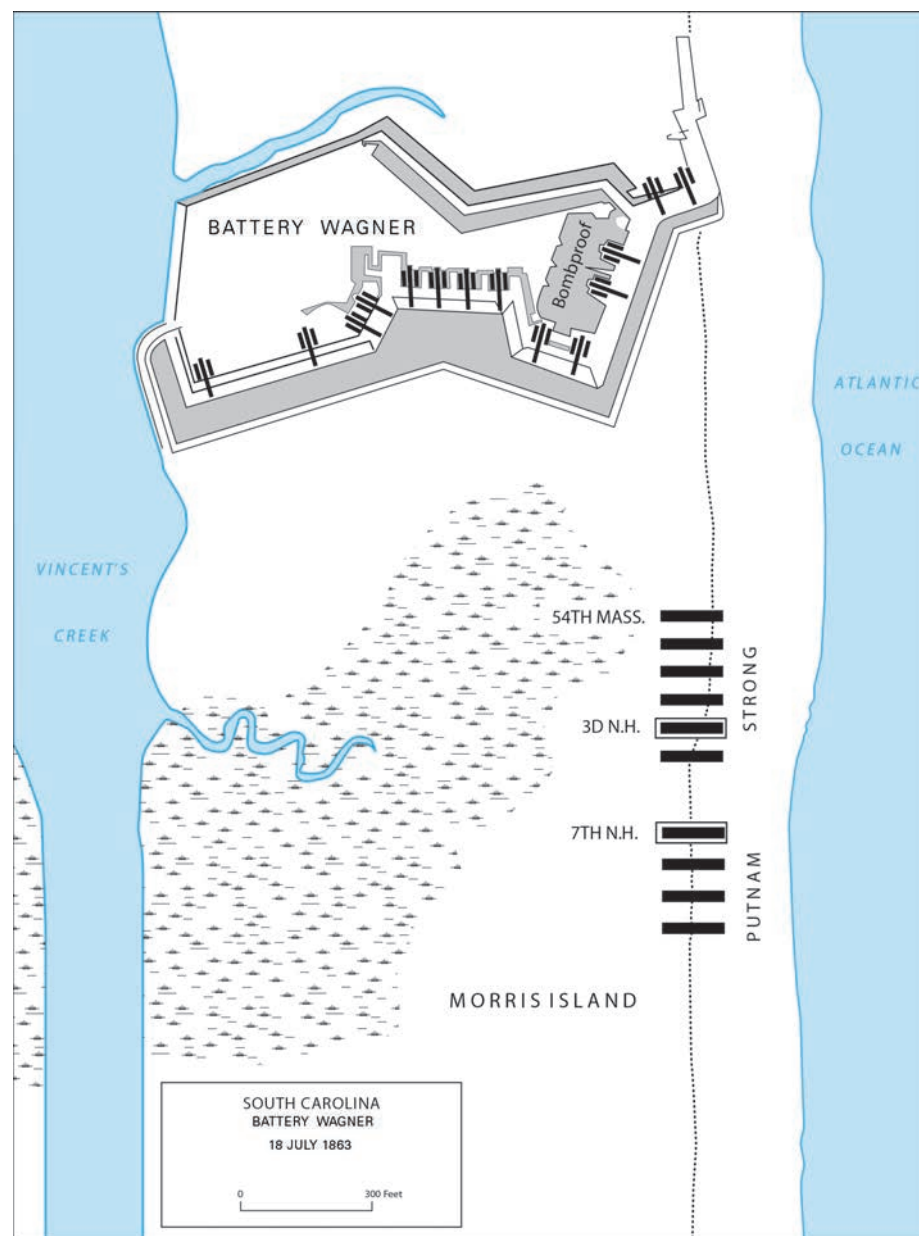 BATTERY WAGNER
Bombproof
ATLANTIC
OCEAN
VINCENT'S
CREEK
54TH MASS.
STRONG
3D N.H.
7TH N.H.
PUTNAM
MORRIS ISLAND
SOUTH CAROLINA
BATTERY WAGNER
18 JULY 1863
0 300 Feet